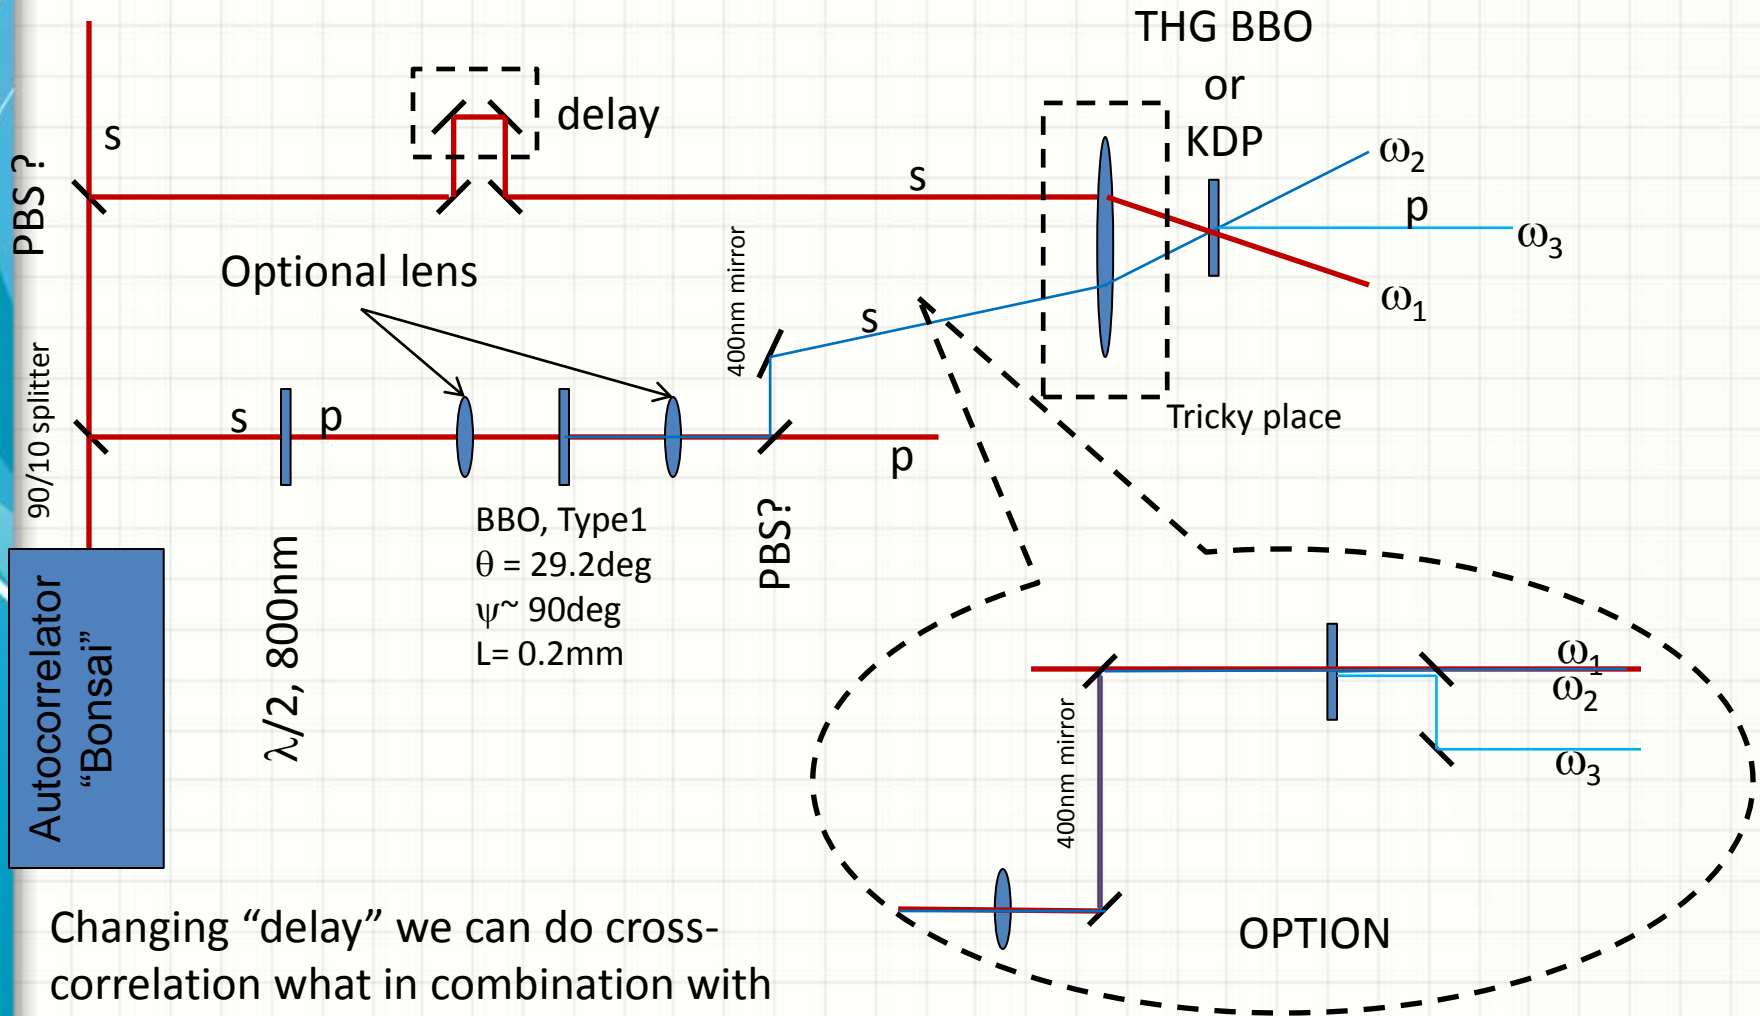 THG BBO
or
KDP
delay
s
PBS ?
s
ω2
p
ω3
ω1
Optional lens
400nm mirror
s
Tricky place
90/10 splitter
s
p
p
BBO, Type1
θ = 29.2deg
ψ~ 90deg
L= 0.2mm
PBS?
λ/2, 800nm
Autocorrelator
“Bonsai”
ω1
ω2
ω3
400nm mirror
OPTION
Changing “delay” we can do cross-
correlation what in combination with